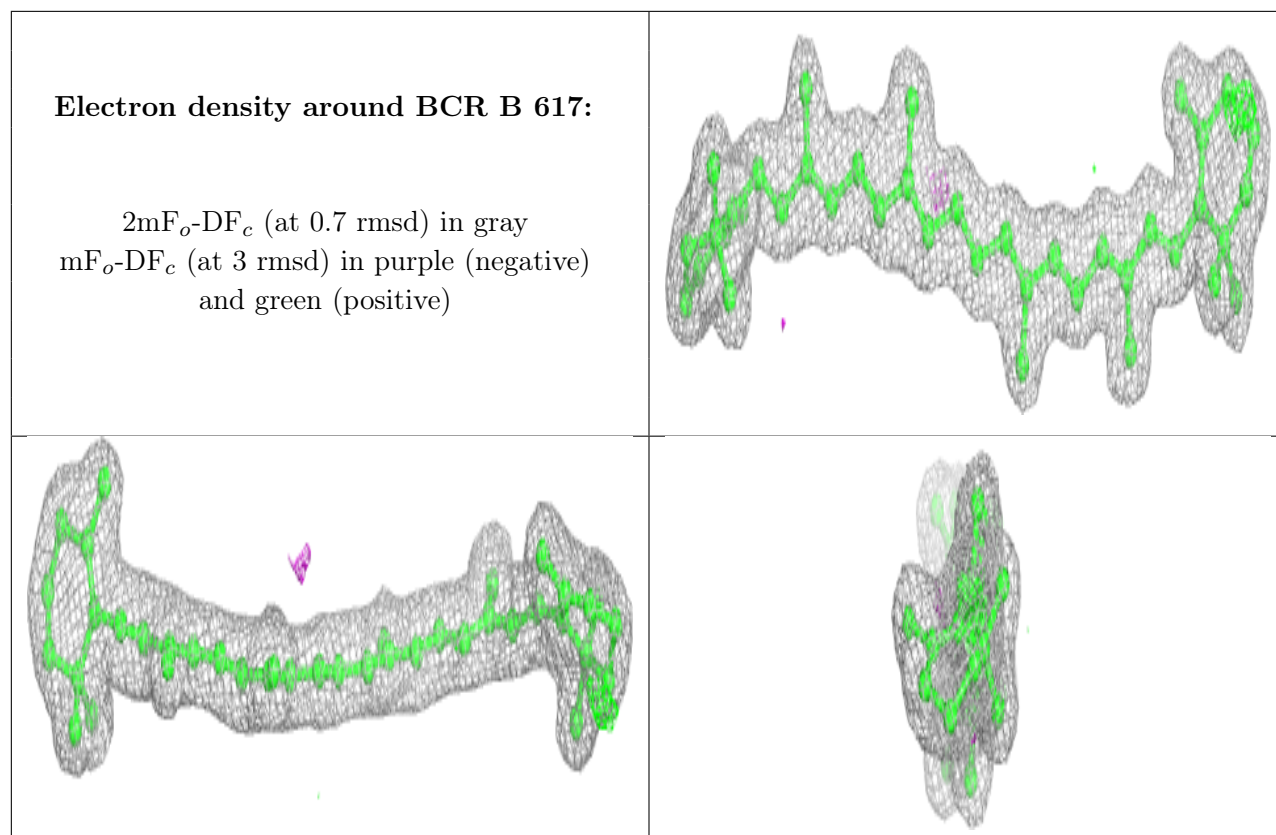 Electron density around BCR B 617:
2mFₒ-DF𝒸 (at 0.7 rmsd) in gray
mFₒ-DF𝒸 (at 3 rmsd) in purple (negative)
and green (positive)